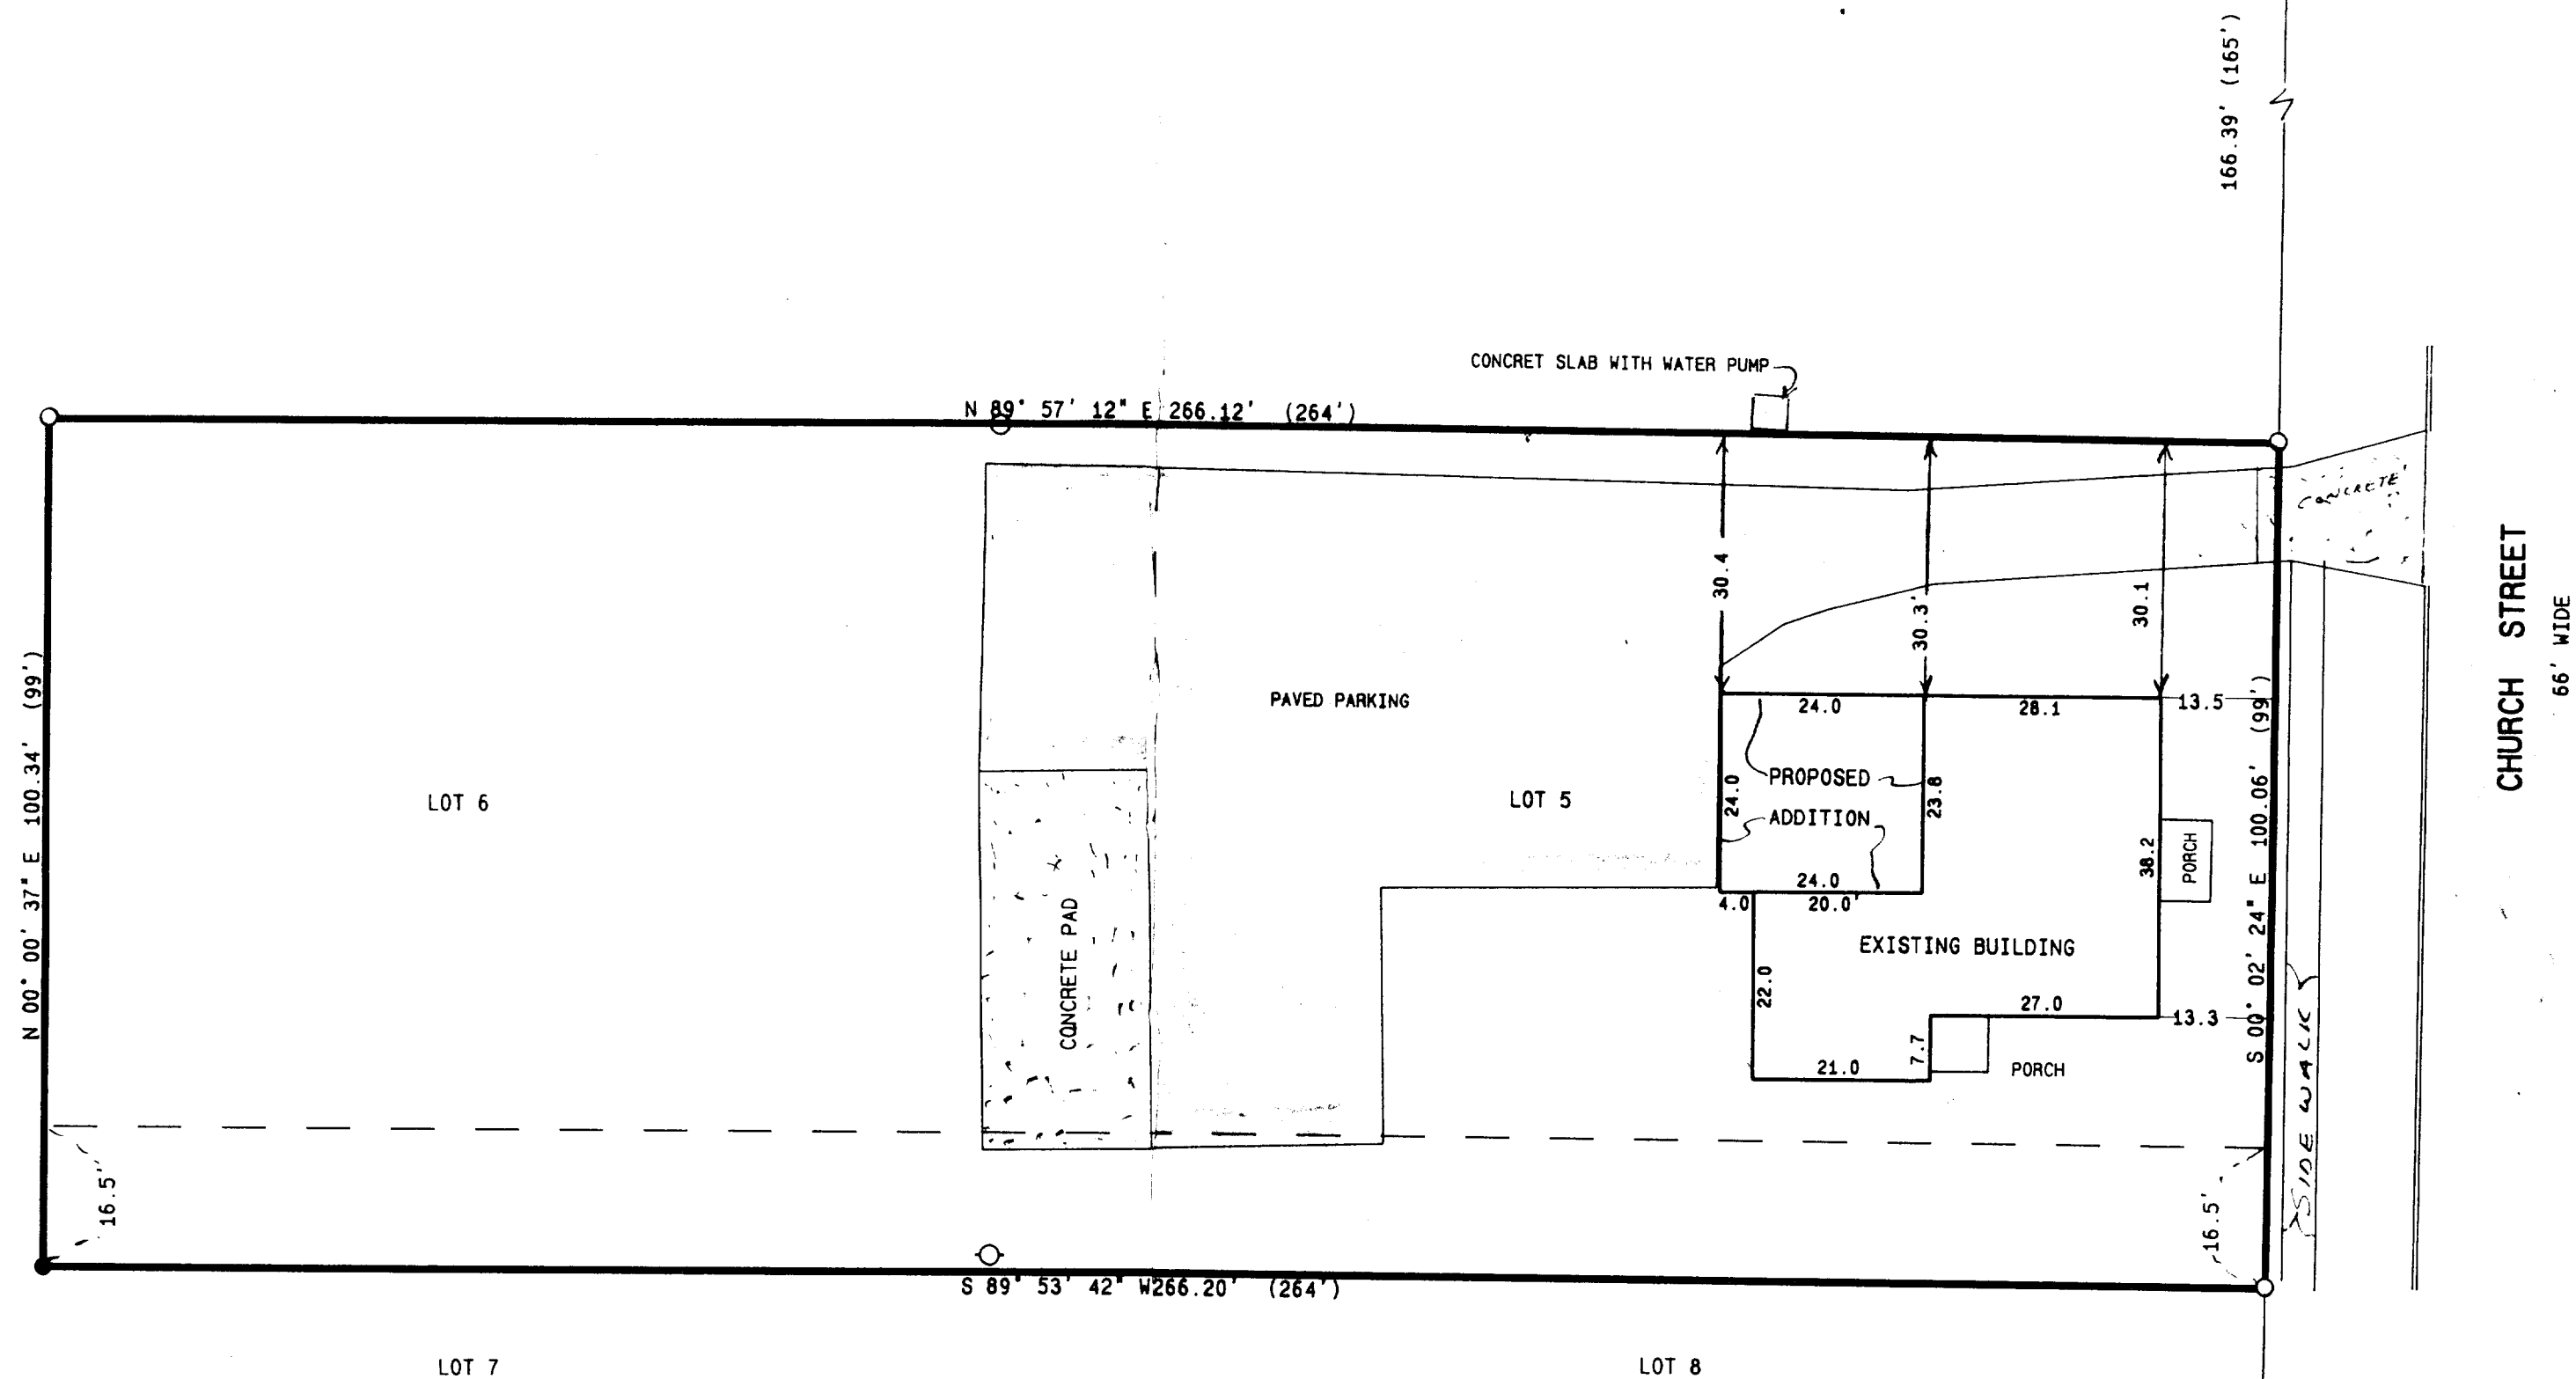 166.39' (165')
CONCRET SLAB WITH WATER PUMP
N 89° 57' 12" E 266.12' (264')
CONCRETE
CHURCH STREET
66' WIDE
30.4
30.3'
30.1
N 00° 00' 37" E 100.34' (99')
PAVED PARKING
24.0
28.1
13.5
LOT 6
LOT 5
24.0
PROPOSED
ADDITION
23.8
38.2
PORCH
S 00° 02' 24" E 100.06' (99')
24.0
4.0
20.0'
CONCRETE PAD
EXISTING BUILDING
22.0
27.0
13.3
7.7
21.0
PORCH
SIDE WALK
16.5'
16.5'
S 89° 53' 42" W266.20' (264')
LOT 7
LOT 8